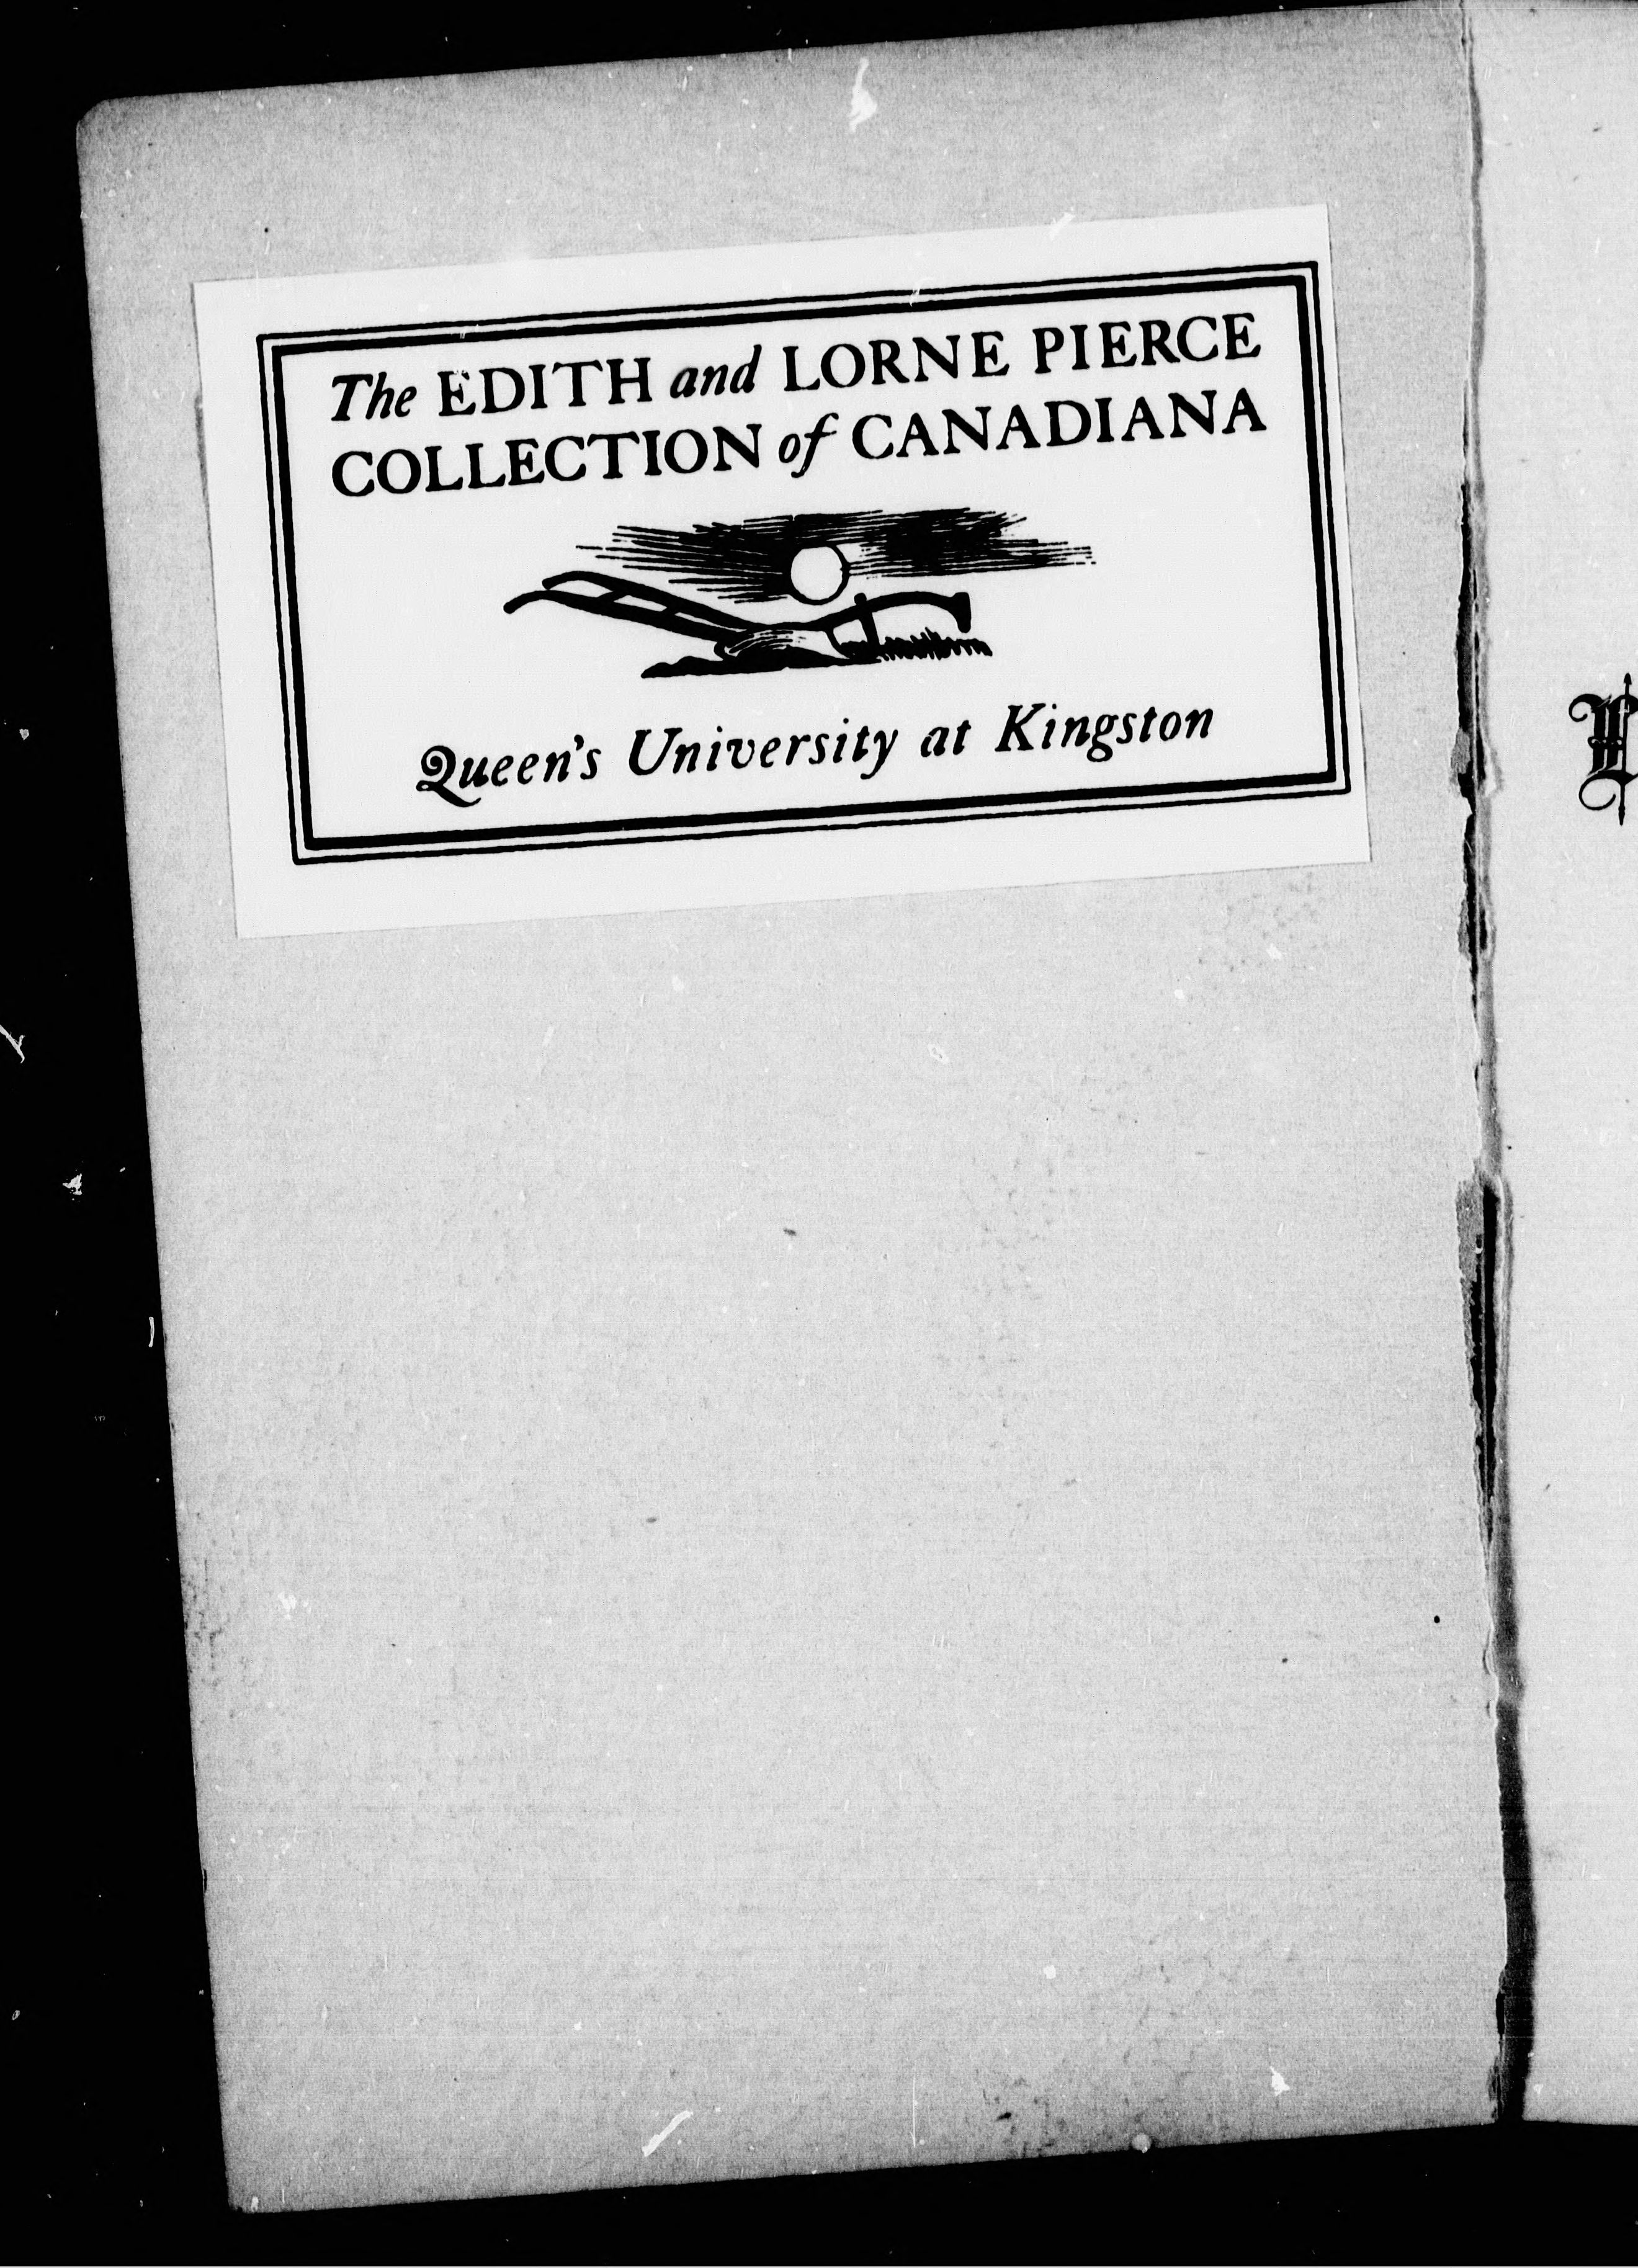 The EDITH and LORNE PIERCE
COLLECTION of CANADIANA
Queen's University at Kingston